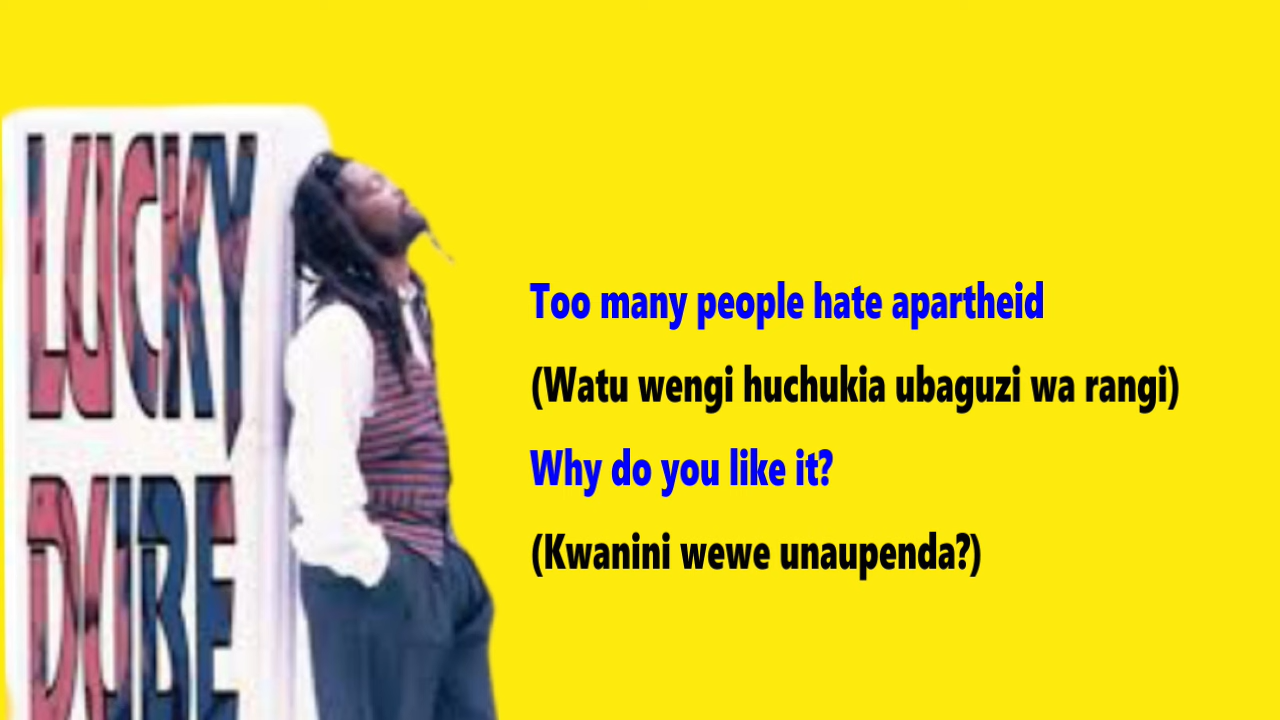 LUCKY
DUBE
Too many people hate apartheid
(Watu wengi huchukia ubaguzi wa rangi)
Why do you like it?
(Kwanini wewe unaupenda?)